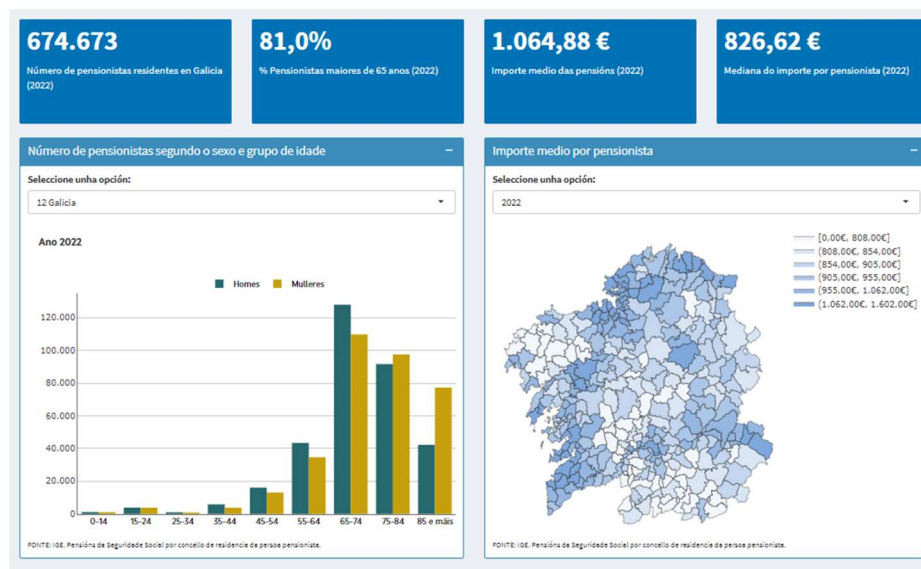 674.673
Número de pensionistas residentes en Galicia
(2022)
81,0%
% Pensionistas maiores de 65 anos (2022)
1.064,88 €
Importe medio das pensións (2022)
826,62 €
Mediana do importe por pensionista (2022)
Número de pensionistas segundo o sexo e grupo de idade
Seleccione unha opción:
12 Galicia
Ano 2022
Homes
Mulleres
120.000
100.000
80.000
60.000
40.000
20.000
0
0-14
15-24
25-34
35-44
45-54
55-64
65-74
75-84
85 e máis
FONTE: IGE. Pensións da Seguridade Social por concello de residencia da persoa pensionista.
Importe medio por pensionista
Seleccione unha opción:
2022
[0,00€, 808,00€]
(808,00€, 854,00€]
(854,00€, 905,00€]
(905,00€, 955,00€]
(955,00€, 1.062,00€]
(1.062,00€, 1.602,00€]
FONTE: IGE. Pensións da Seguridade Social por concello de residencia da persoa pensionista.